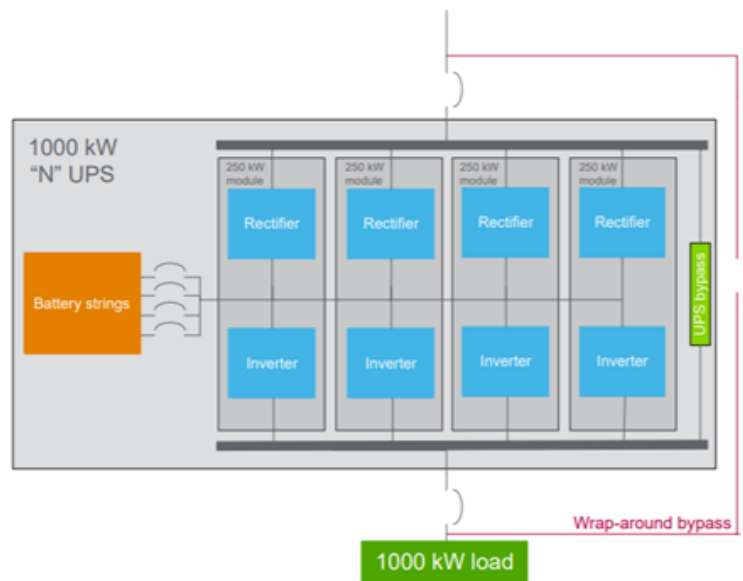 1000 kW
“N” UPS
250 kW
module
250 kW
module
250 kW
module
250 kW
module
Rectifier
Rectifier
Rectifier
Rectifier
Battery strings
UPS bypass
Inverter
Inverter
Inverter
Inverter
Wrap-around bypass
1000 kW load